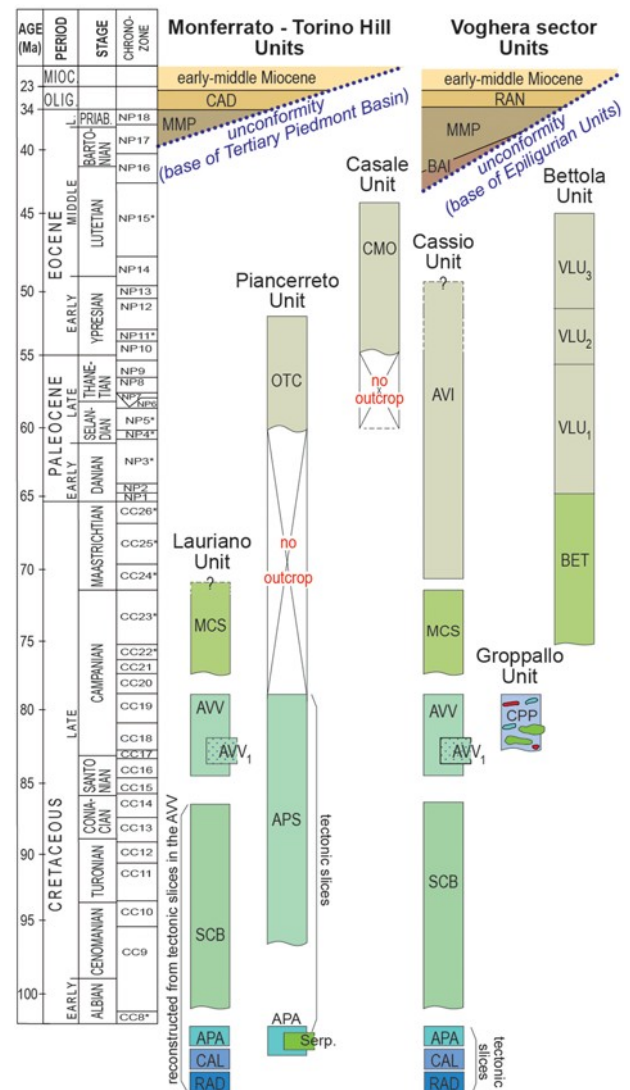 AGE
(Ma)
PERIOD
STAGE
CHRONO-
ZONE
Monferrato - Torino Hill
Units
Voghera sector
Units
MIOC.
23
OLIG.
34
early-middle Miocene
CAD
MMP
unconformity
(base of Tertiary Piedmont Basin)
early-middle Miocene
RAN
MMP
BAI
unconformity
(base of Epiligurian Units)
L.
PRIAB.
NP18
BARTO-
NIAN
NP17
NP16
40
MIDDLE
LUTETIAN
NP15*
45
NP14
EOCENE
EARLY
YPRESIAN
50
NP13
NP12
NP11*
NP10
55
PALEOCENE
LATE
THANE-
TIAN
NP9
NP8
NP7
NP6
SELAN-
DIAN
NP5*
NP4*
60
EARLY
DANIAN
NP3*
NP2
NP1
65
CRETACEOUS
LATE
MAASTRICHTIAN
CC26*
CC25*
CC24*
70
CAMPANIAN
CC23*
75
CC22*
CC21
CC20
CC19
80
CC18
CC17
SANTO
NIAN
CC16
CC15
85
CONIA-
CIAN
CC14
CC13
TURONIAN
CC12
90
CC11
CENOMANIAN
CC10
95
CC9
EARLY
ALBIAN
100
CC8*
Lauriano
Unit
?
MCS
AVV
AVV1
SCB
APA
CAL
RAD
reconstructed from tectonic slices in the AVV
Piancerreto
Unit
OTC
no
outcrop
APS
APA
Serp.
tectonic slices
Casale
Unit
CMO
no
outcrop
Cassio
Unit
?
AVI
MCS
AVV
AVV1
SCB
APA
CAL
RAD
tectonic
slices
Groppallo
Unit
CPP
Bettola
Unit
VLU3
VLU2
VLU1
BET